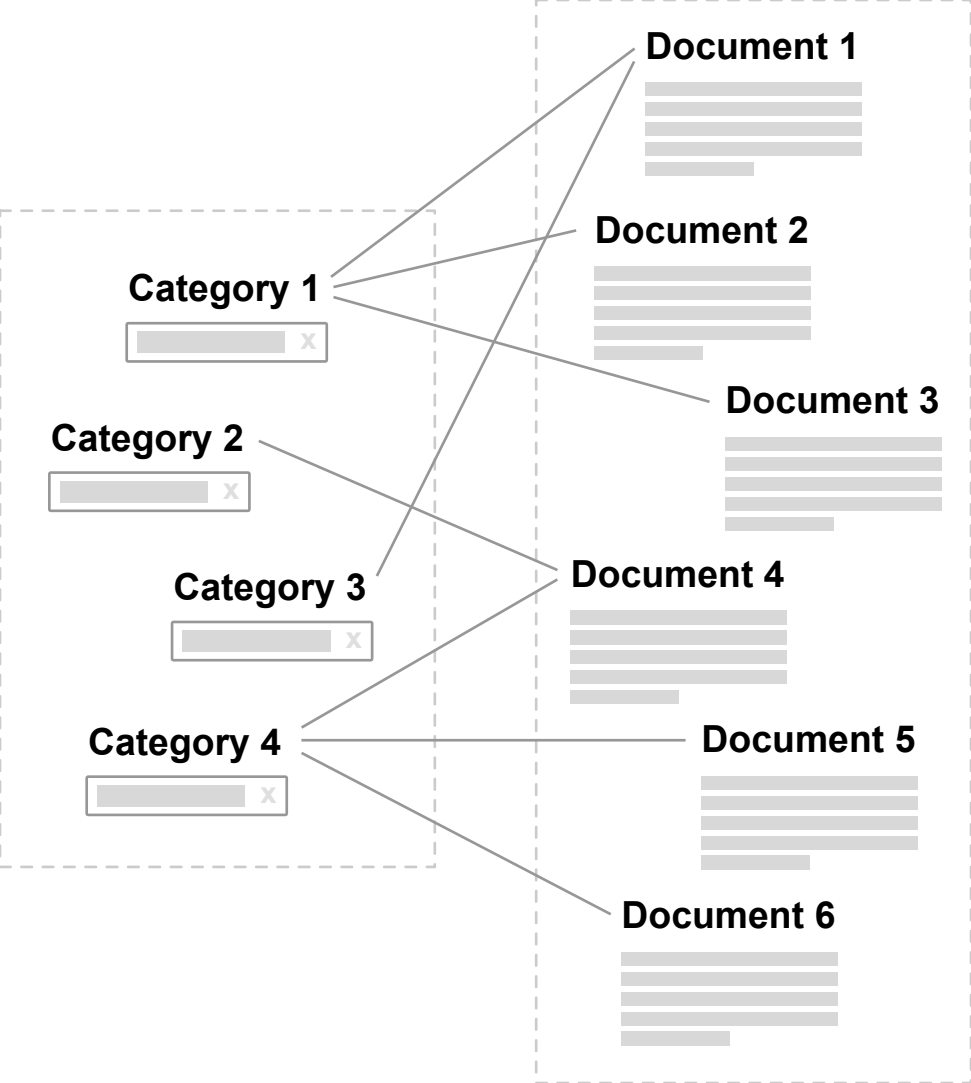 Document 1
Document 2
Category 1
X
Document 3
Category 2
X
Document 4
Category 3
X
Document 5
Category 4
X
Document 6